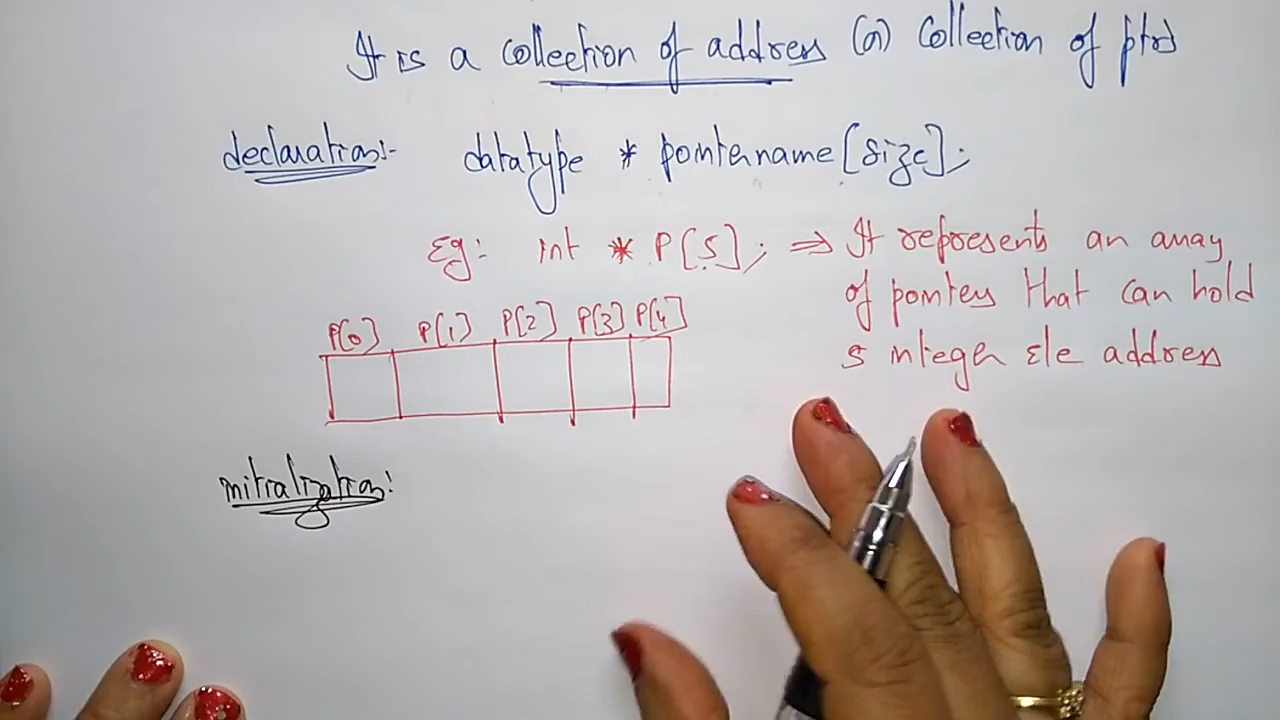 It is a collection of address (or) collection of ptrs
declaration:- datatype * pointername[size];
Eg: int * P[5]; ⇒ It represents an array
of pointers that can hold
5 integer ele address
P[0] P[1] P[2] P[3] P[4]
initialization: